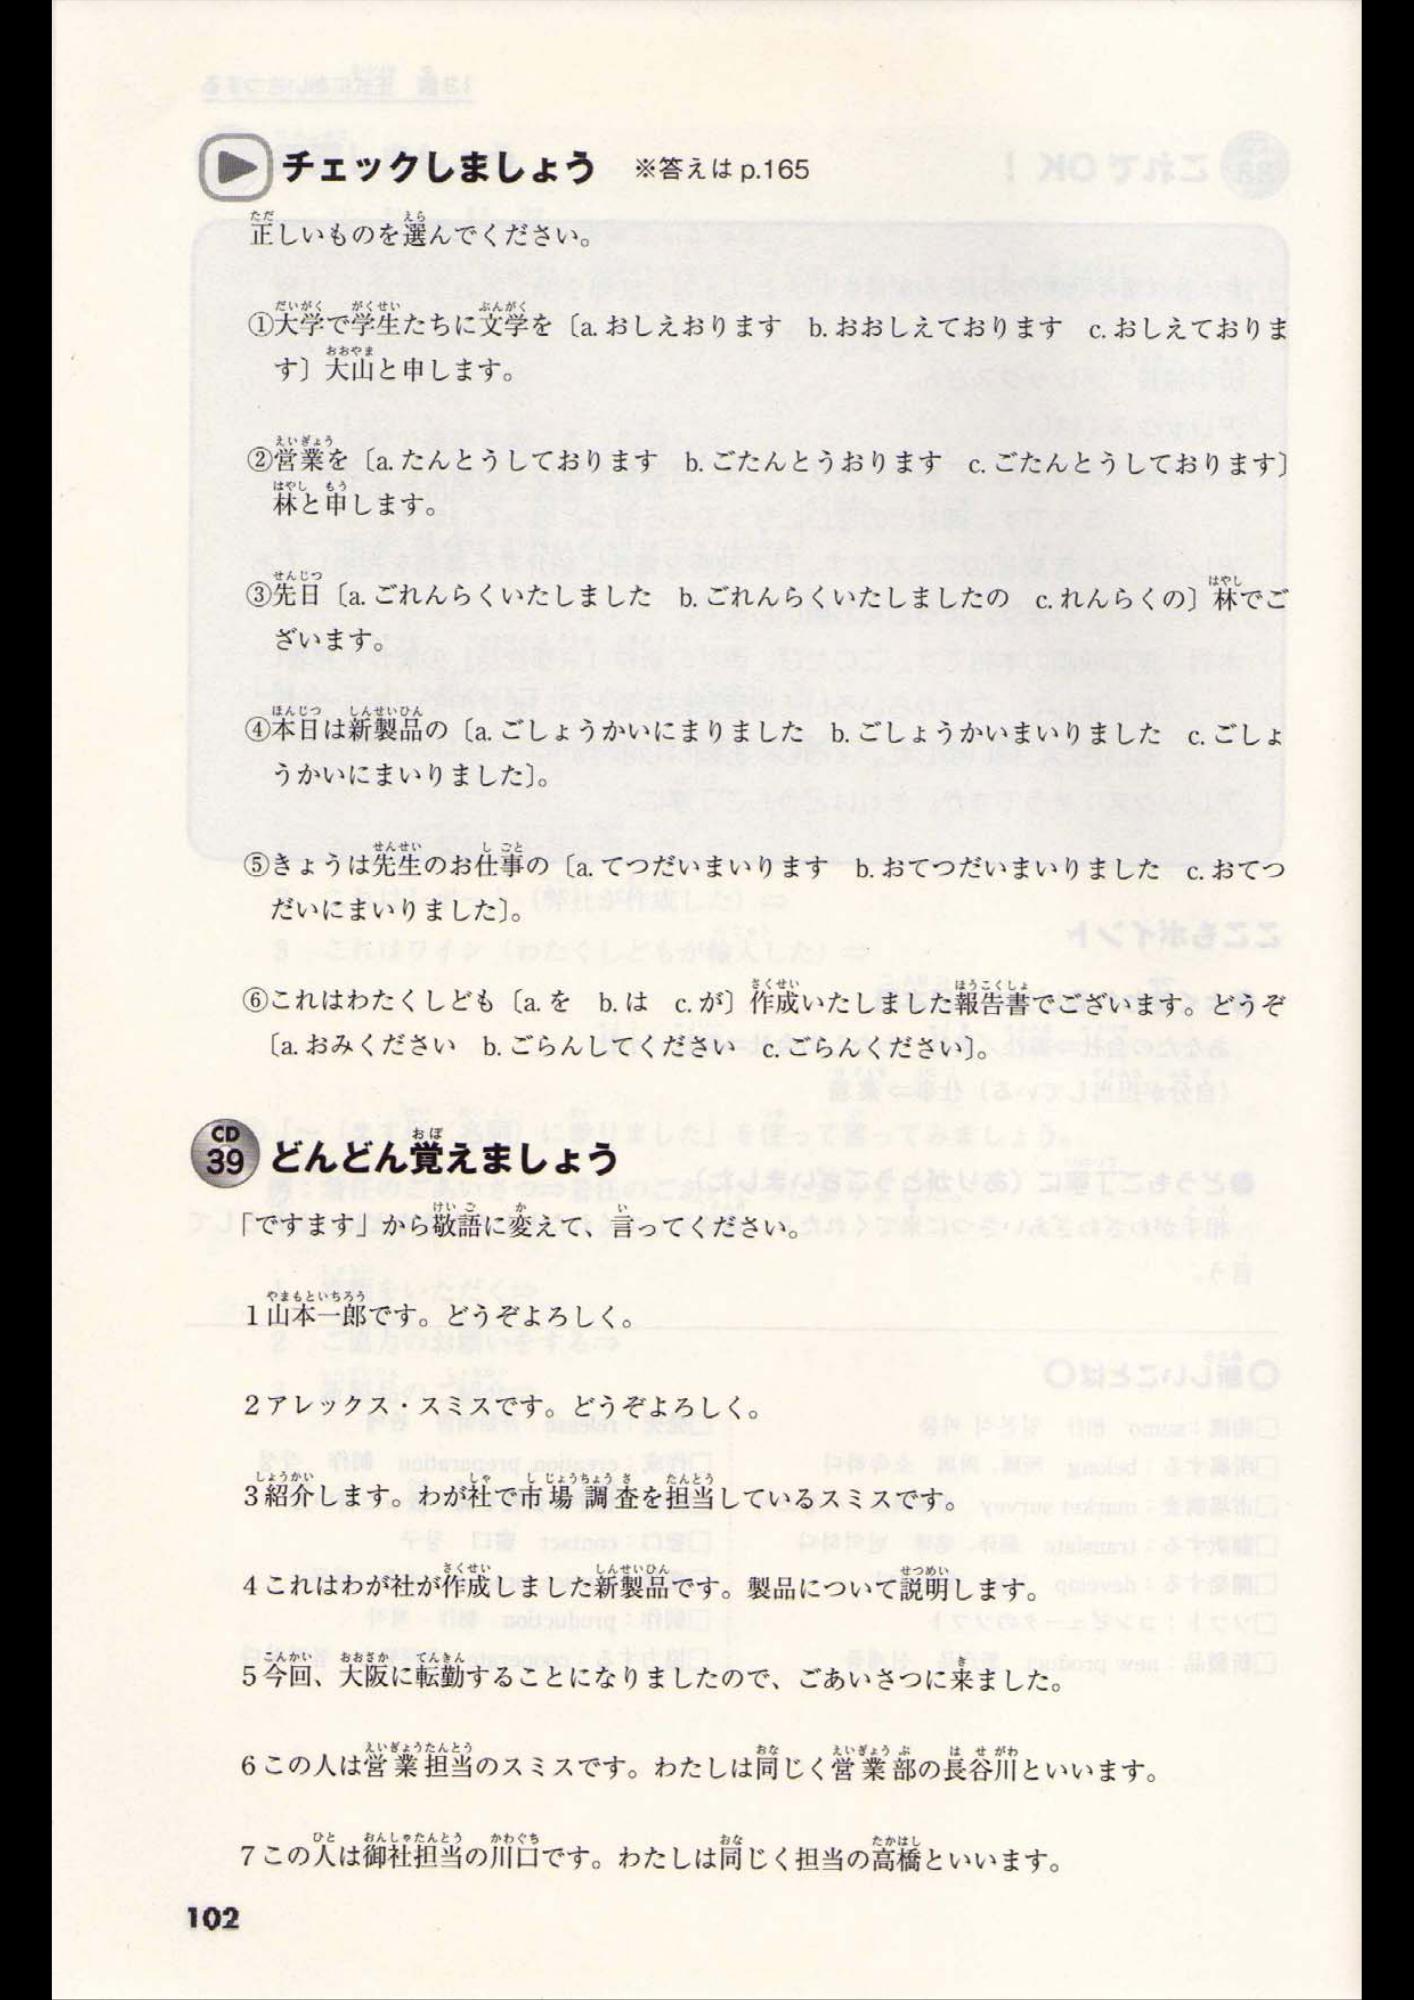 チェックしましょう ※答えは p.165
正しいものを選んでください。
①大学で学生たちに文学を〔a. おしえおります b. おおしえております c. おしえておりま
す〕大山と申します。
②営業を〔a. たんとうしております b. ごたんとうおります c. ごたんとうしております〕
林と申します。
③先日〔a. ごれんらくいたしました b. ごれんらくいたしましたの c. れんらくの〕林でご
ざいます。
④本日は新製品の〔a. ごしょうかいにまりました b. ごしょうかいまいりました c. ごしょ
うかいにまいりました〕。
⑤きょうは先生のお仕事の〔a. てつだいまいります b. おてつだいまいりました c. おてつ
だいにまいりました〕。
⑥これはわたくしども〔a. を b. は c. が〕作成いたしました報告書でございます。どうぞ
〔a. おみください b. ごらんしてください c. ごらんください〕。
CD
39 どんどん覚えましょう
「ですます」から敬語に変えて、言ってください。
1 山本一郎です。どうぞよろしく。
2 アレックス・スミスです。どうぞよろしく。
3 紹介します。わが社で市場調査を担当しているスミスです。
4 これはわが社が作成しました新製品です。製品について説明します。
5 今回、大阪に転勤することになりましたので、ごあいさつに来ました。
6 この人は営業担当のスミスです。わたしは同じく営業部の長谷川といいます。
7 この人は御社担当の川口です。わたしは同じく担当の高橋といいます。
102